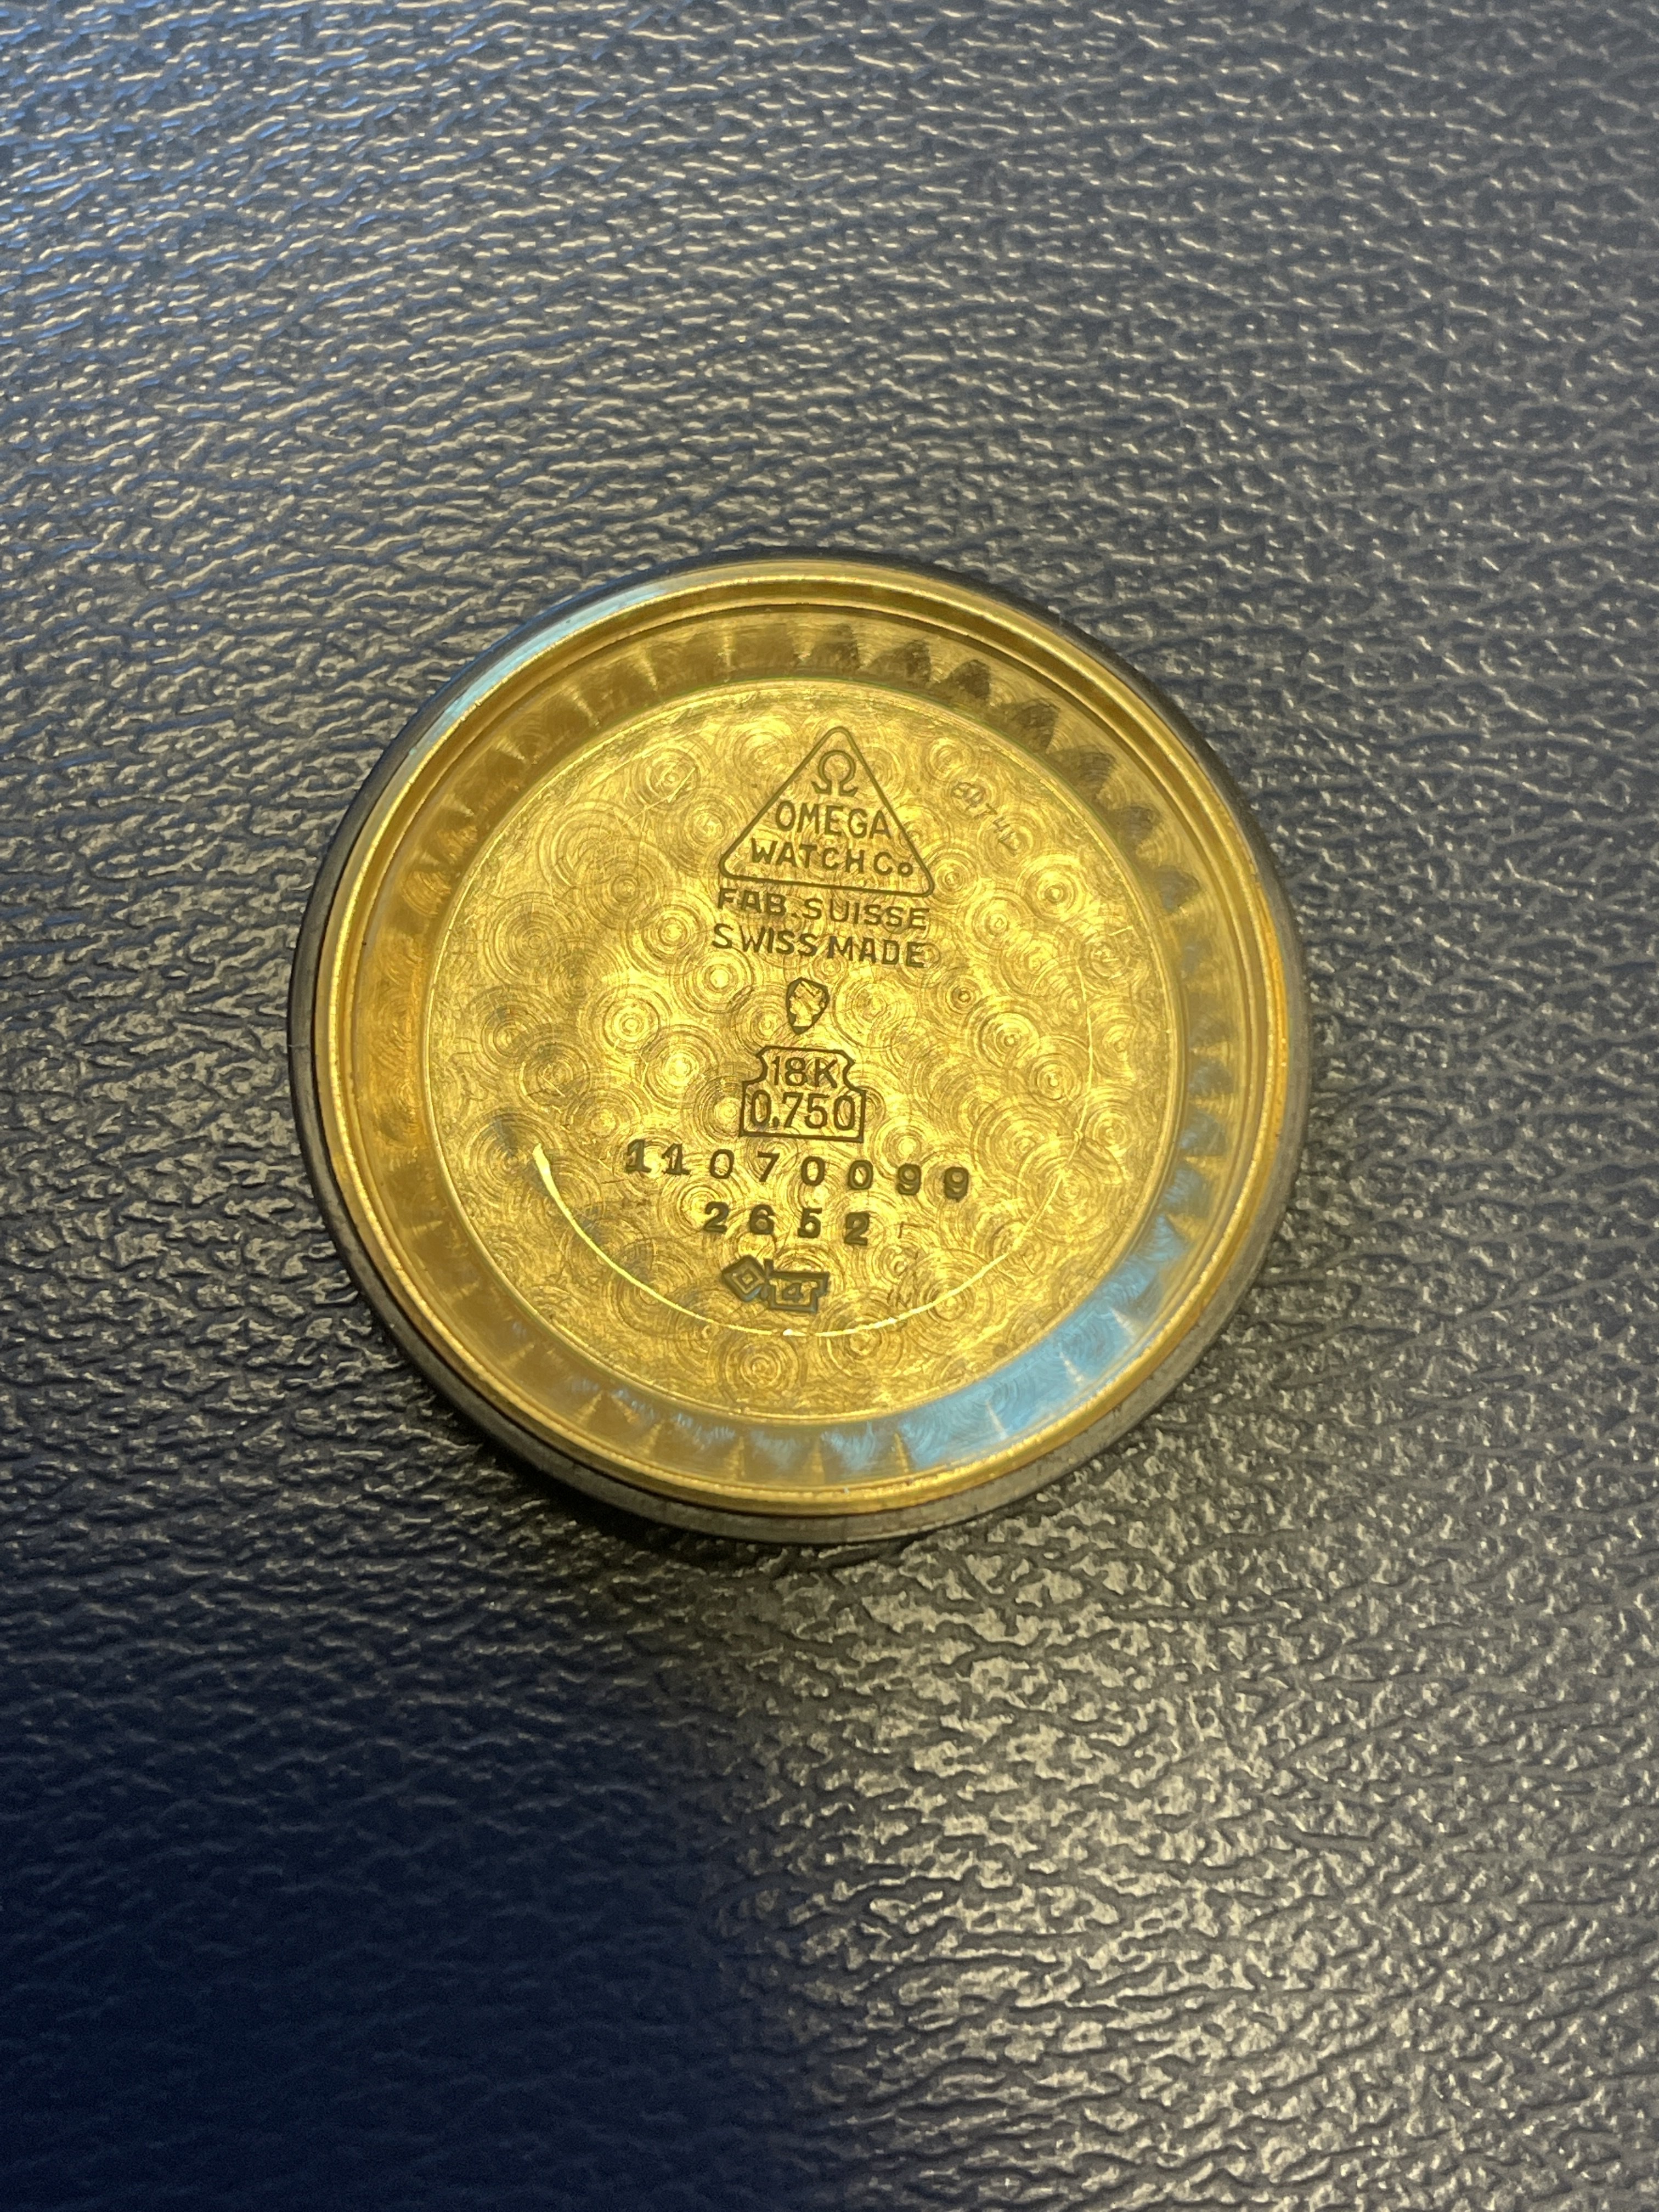 Ω
OMEGA
WATCH Co
FAB. SUISSE
SWISS MADE
18K
0,750
11070099
2652